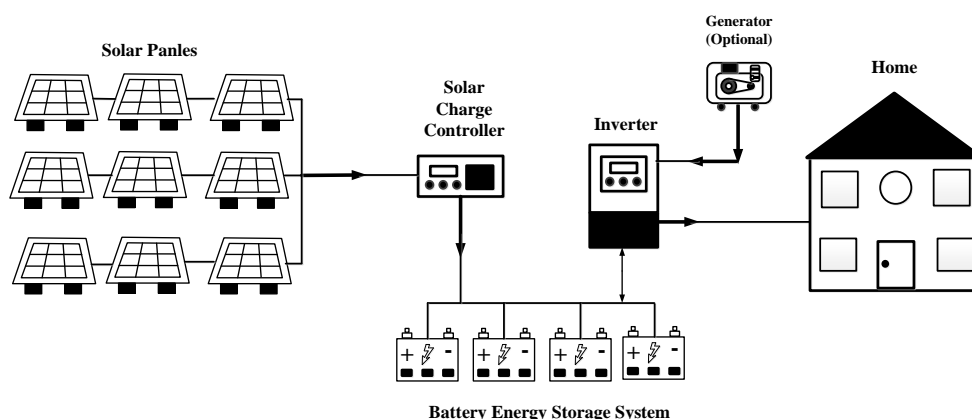 Solar Panles
Solar
Charge
Controller
Inverter
Generator
(Optional)
Home
+ - + - + - + -
Battery Energy Storage System